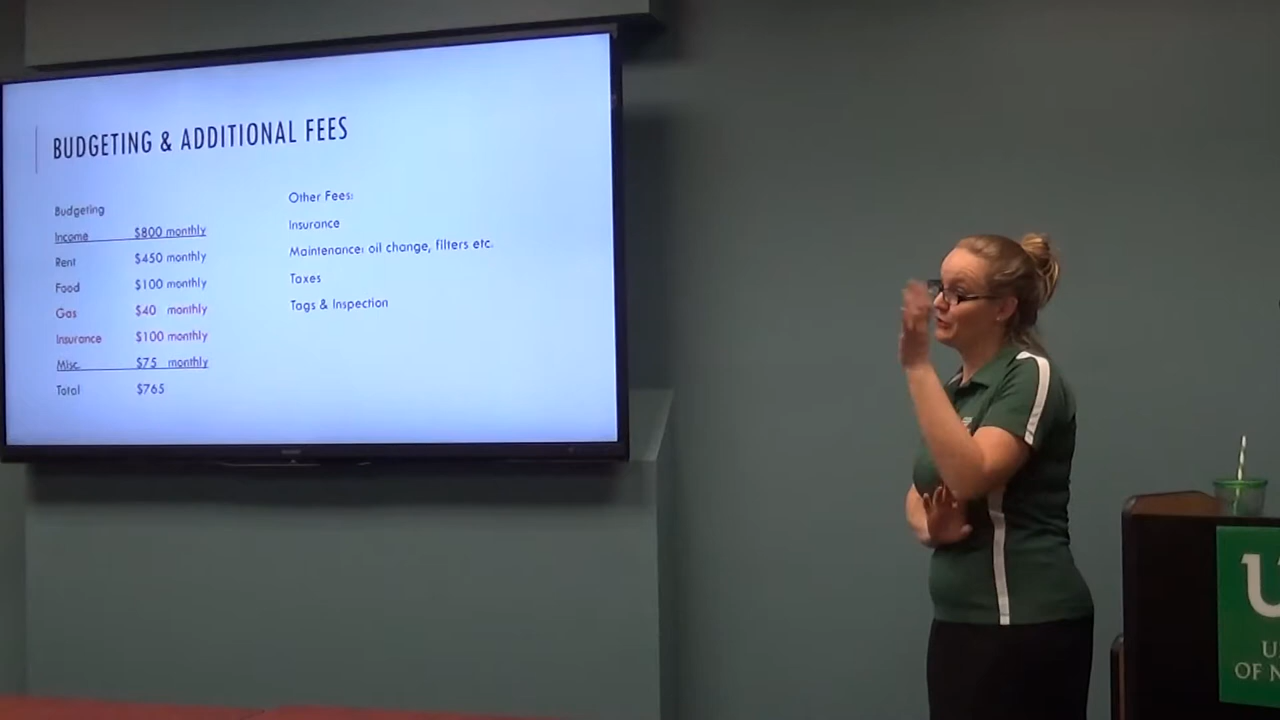 BUDGETING & ADDITIONAL FEES
Budgeting
Income $800 monthly
Rent $450 monthly
Food $100 monthly
Gas $40 monthly
Insurance $100 monthly
Misc. $75 monthly
Total $765
Other Fees:
Insurance
Maintenance: oil change, filters etc.
Taxes
Tags & Inspection
OF